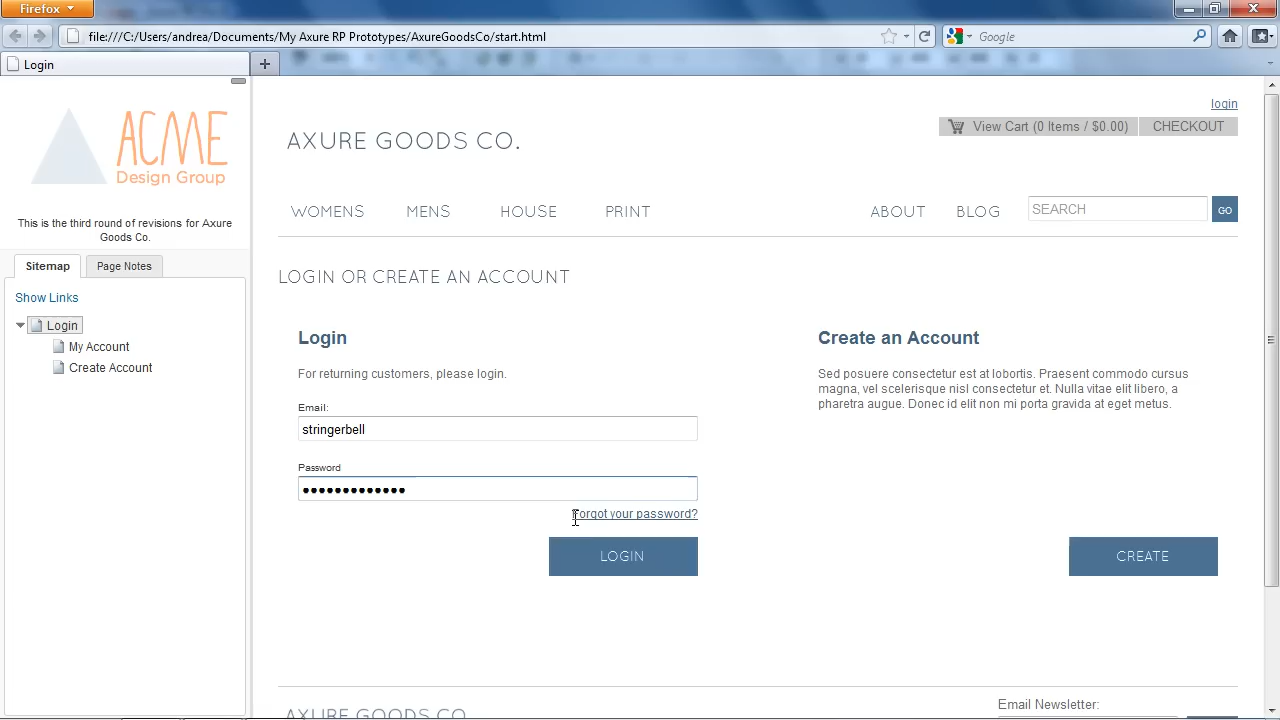 Firefox
file:///C:/Users/andrea/Documents/My Axure RP Prototypes/AxureGoodsCo/start.html
Google
Login
ACME
Design Group
This is the third round of revisions for Axure
Goods Co.
Sitemap
Page Notes
Show Links
Login
My Account
Create Account
login
View Cart (0 Items / $0.00)
CHECKOUT
AXURE GOODS CO.
WOMENS
MENS
HOUSE
PRINT
ABOUT
BLOG
SEARCH
GO
LOGIN OR CREATE AN ACCOUNT
Login
For returning customers, please login.
Email:
stringerbell
Password
•••••••••••••
Forgot your password?
LOGIN
Create an Account
Sed posuere consectetur est at lobortis. Praesent commodo cursus
magna, vel scelerisque nisl consectetur et. Nulla vitae elit libero, a
pharetra augue. Donec id elit non mi porta gravida at eget metus.
CREATE
AXURE GOODS CO
Email Newsletter: